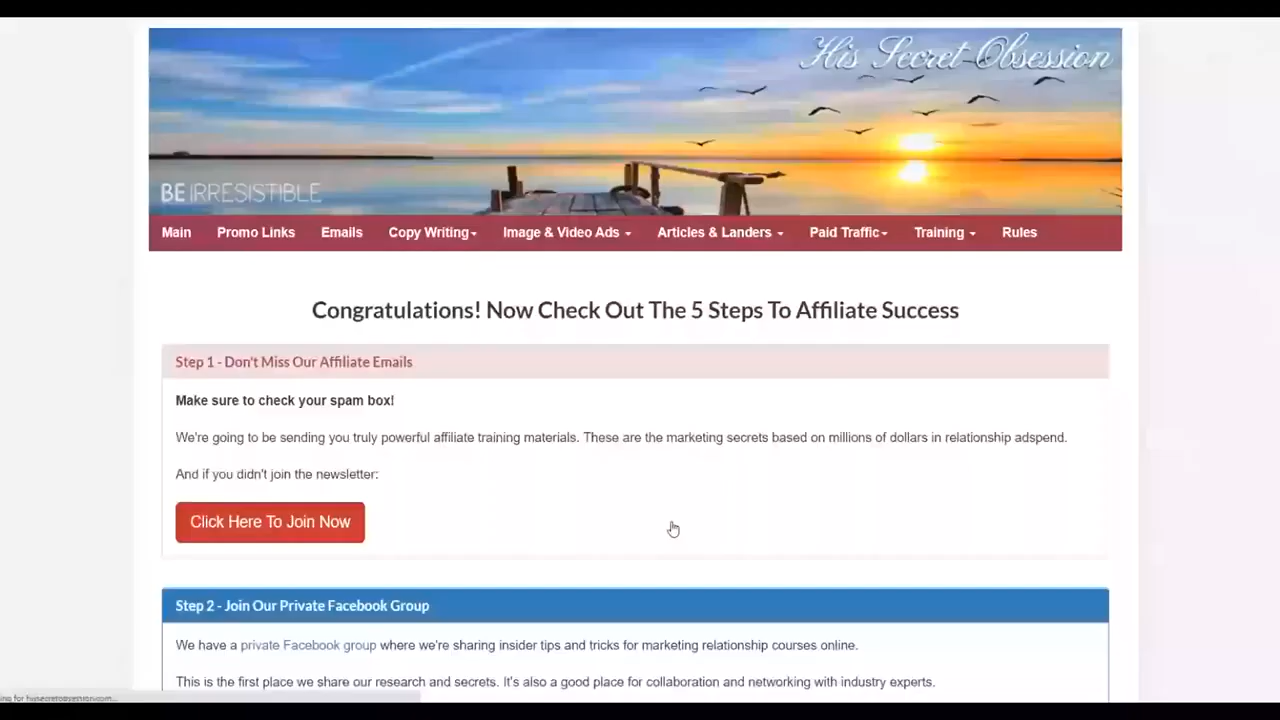 His Secret Obsession
BE IRRESISTIBLE
Main Promo Links Emails Copy Writing Image & Video Ads Articles & Landers Paid Traffic Training Rules
Congratulations! Now Check Out The 5 Steps To Affiliate Success
Step 1 - Don't Miss Our Affiliate Emails
Make sure to check your spam box!
We're going to be sending you truly powerful affiliate training materials. These are the marketing secrets based on millions of dollars in relationship adspend.
And if you didn't join the newsletter:
Click Here To Join Now
Step 2 - Join Our Private Facebook Group
We have a private Facebook group where we're sharing insider tips and tricks for marketing relationship courses online.
This is the first place we share our research and secrets. It's also a good place for collaboration and networking with industry experts.